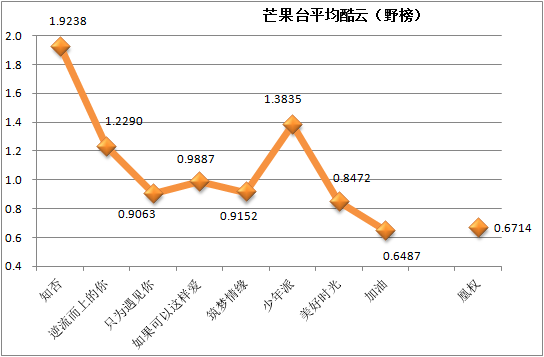 芒果台平均酷云（野榜）
2.0
1.8
1.6
1.4
1.2
1.0
0.8
0.6
0.4
1.9238
1.2290
0.9063
0.9887
0.9152
1.3835
0.8472
0.6487
0.6714
知否
逆流而上的你
只为遇见你
如果可以这样爱
筑梦情缘
少年派
美好时光
加油
凰权